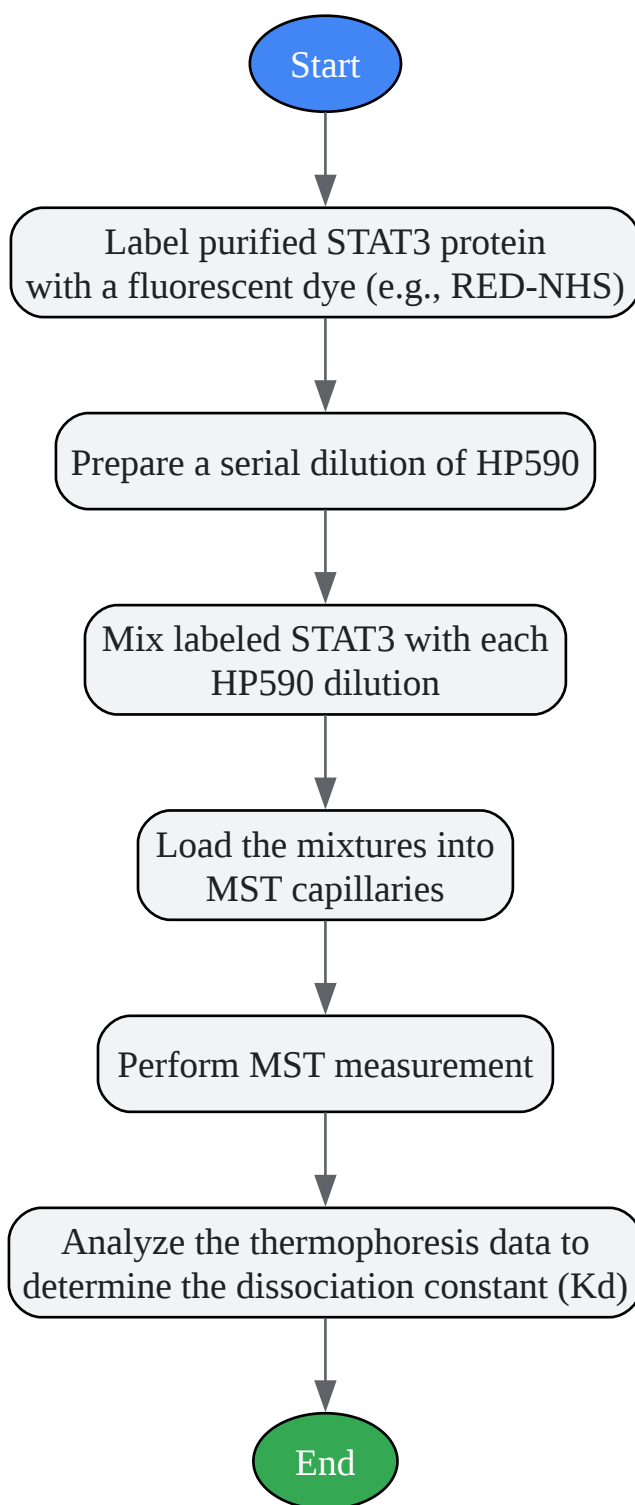 Start
Label purified STAT3 protein
with a fluorescent dye (e.g., RED-NHS)
Prepare a serial dilution of HP590
Mix labeled STAT3 with each
HP590 dilution
Load the mixtures into
MST capillaries
Perform MST measurement
Analyze the thermophoresis data to
determine the dissociation constant (Kd)
End